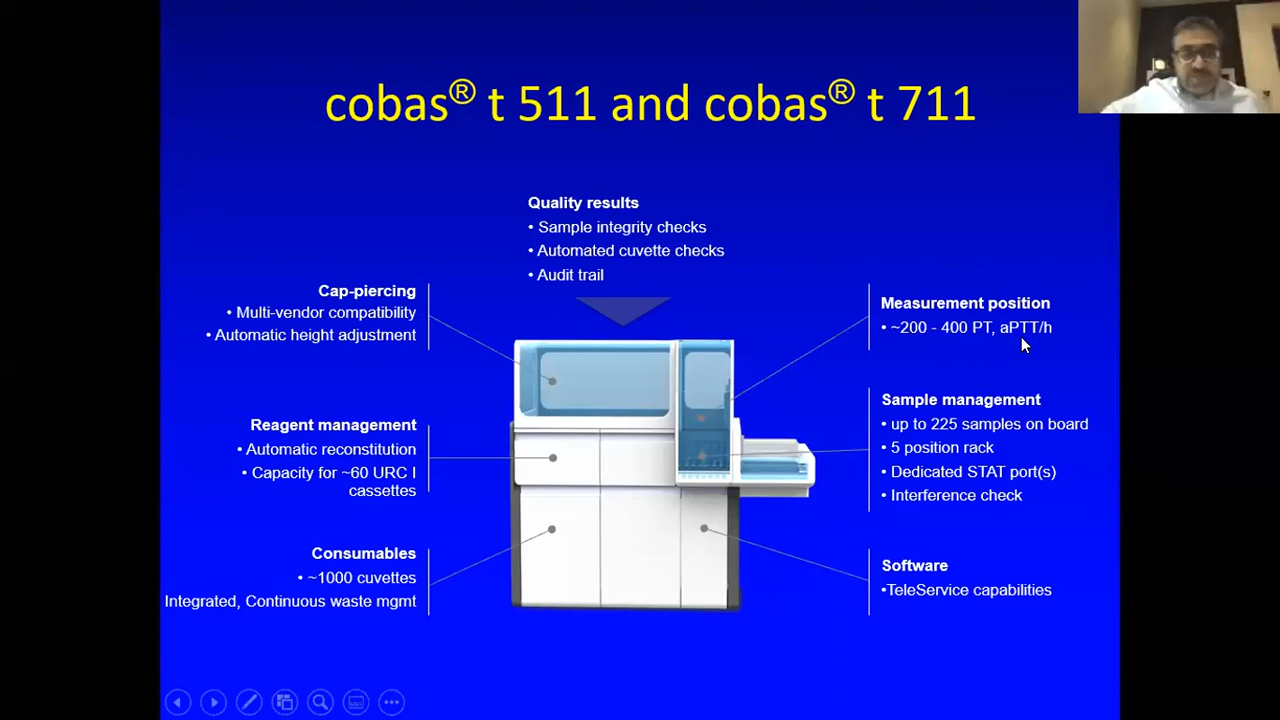 cobas® t 511 and cobas® t 711
Quality results
• Sample integrity checks
• Automated cuvette checks
• Audit trail
Cap-piercing
• Multi-vendor compatibility
• Automatic height adjustment
Reagent management
• Automatic reconstitution
• Capacity for ~60 URC I
cassettes
Consumables
• ~1000 cuvettes
Integrated, Continuous waste mgmt
Measurement position
• ~200 - 400 PT, aPTT/h
Sample management
• up to 225 samples on board
• 5 position rack
• Dedicated STAT port(s)
• Interference check
Software
•TeleService capabilities